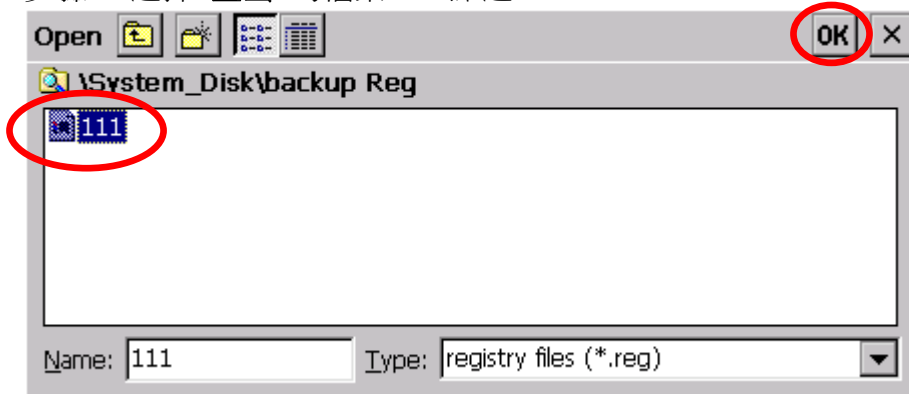 Open OK ×
\System_Disk\backup Reg
111
Name: 111 Type: registry files (*.reg)